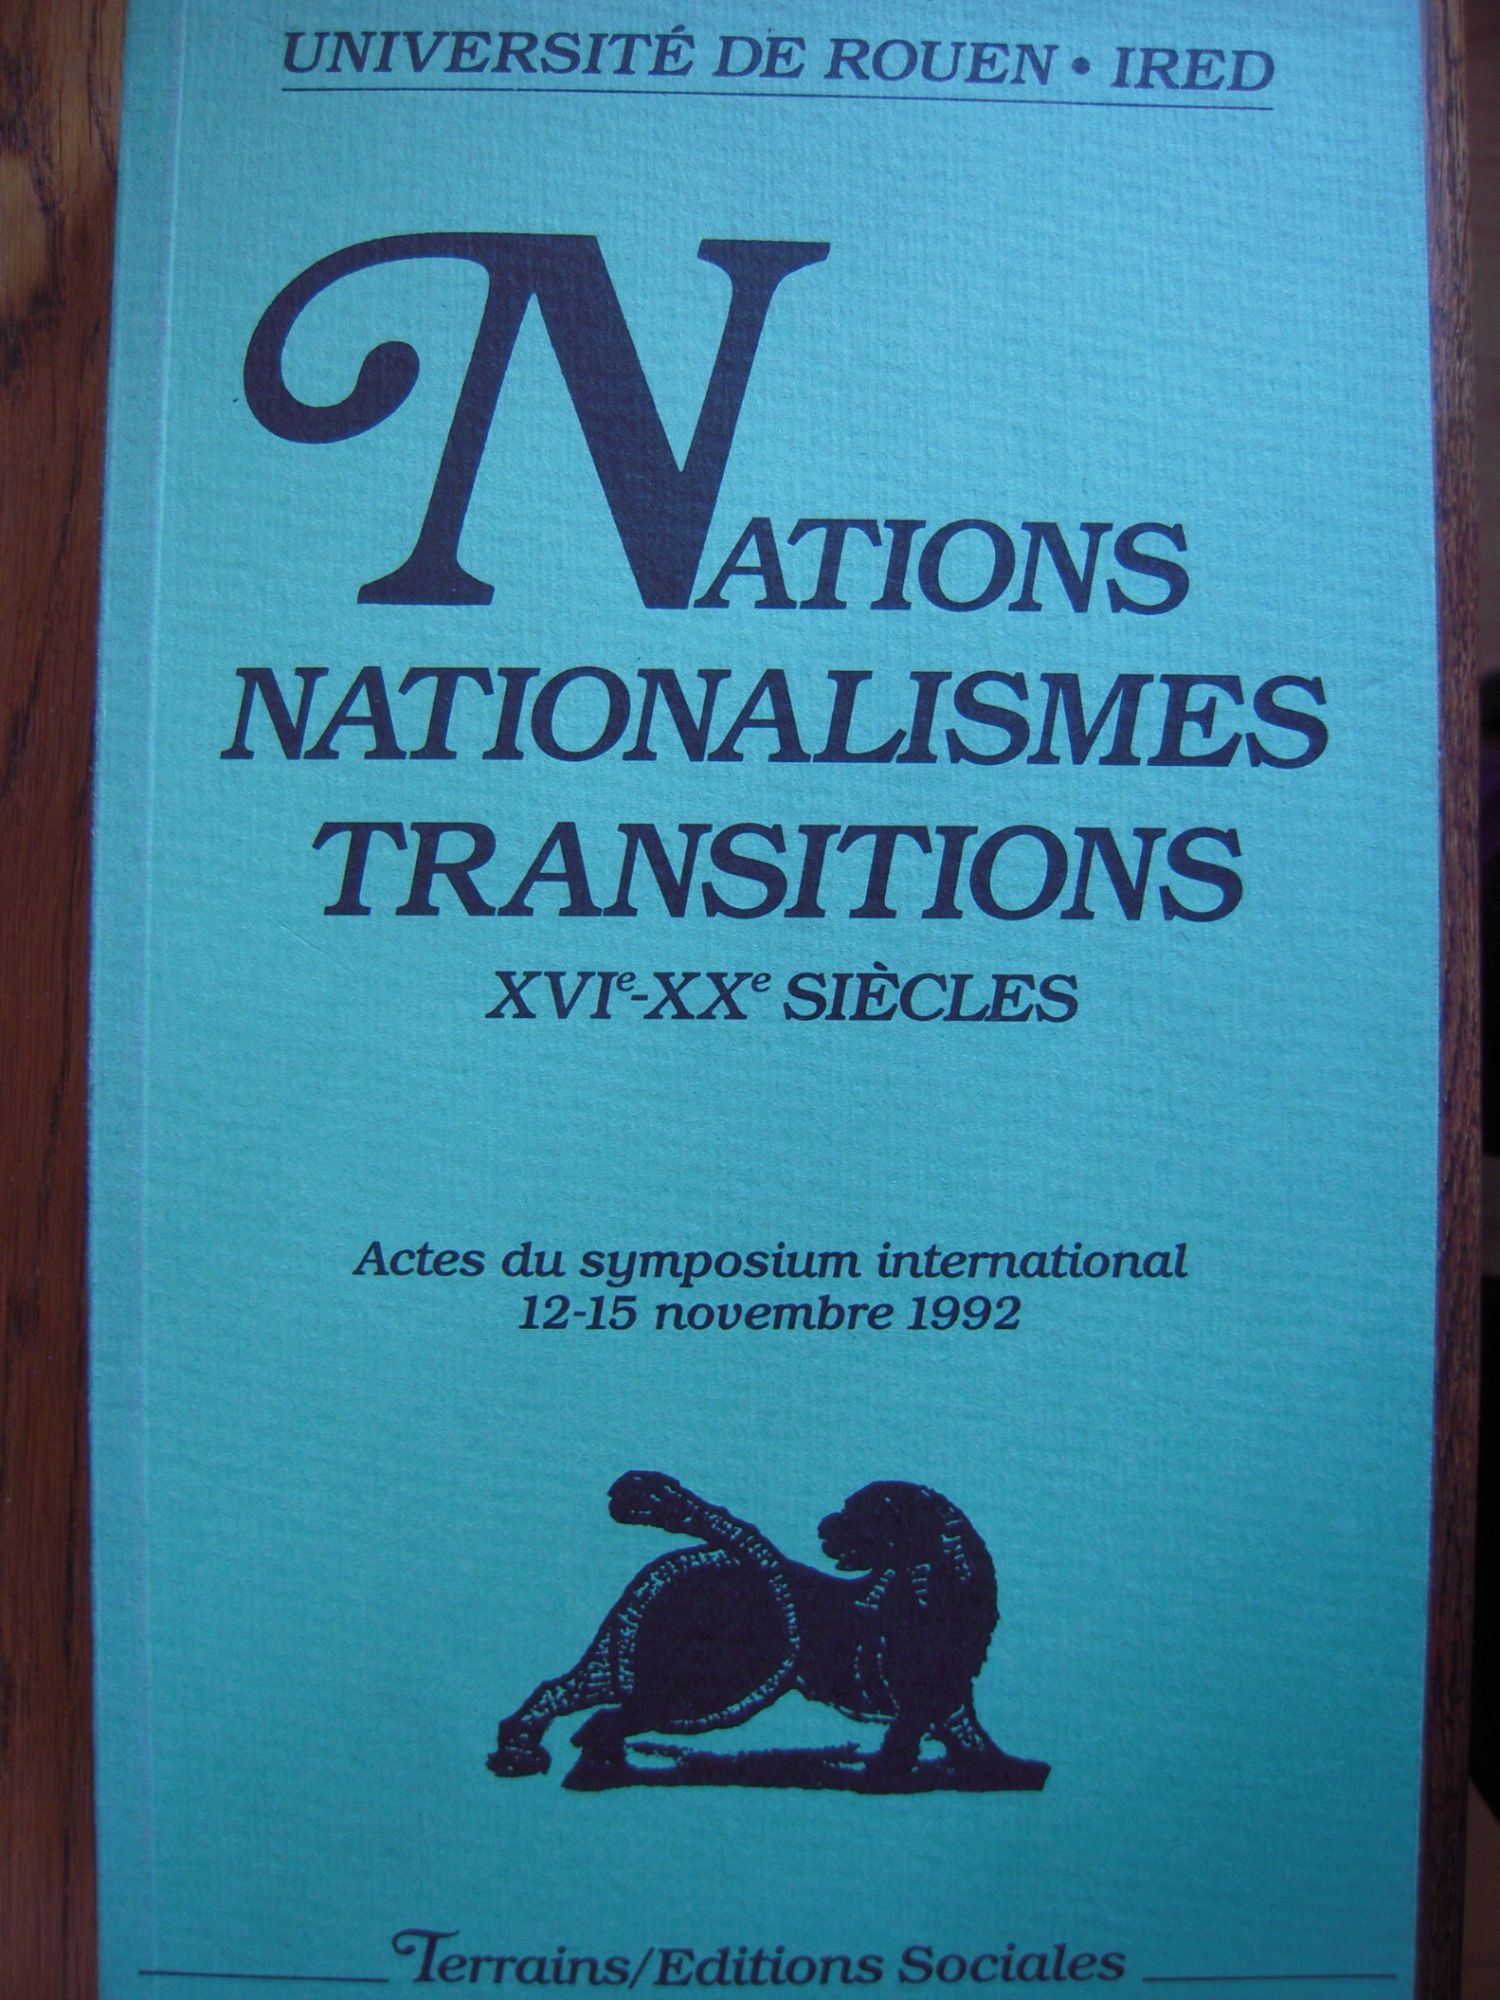 UNIVERSITÉ DE ROUEN • IRED
NATIONS
NATIONALISMES
TRANSITIONS
XVIe-XXe SIÈCLES
Actes du symposium international
12-15 novembre 1992
Terrains/Editions Sociales